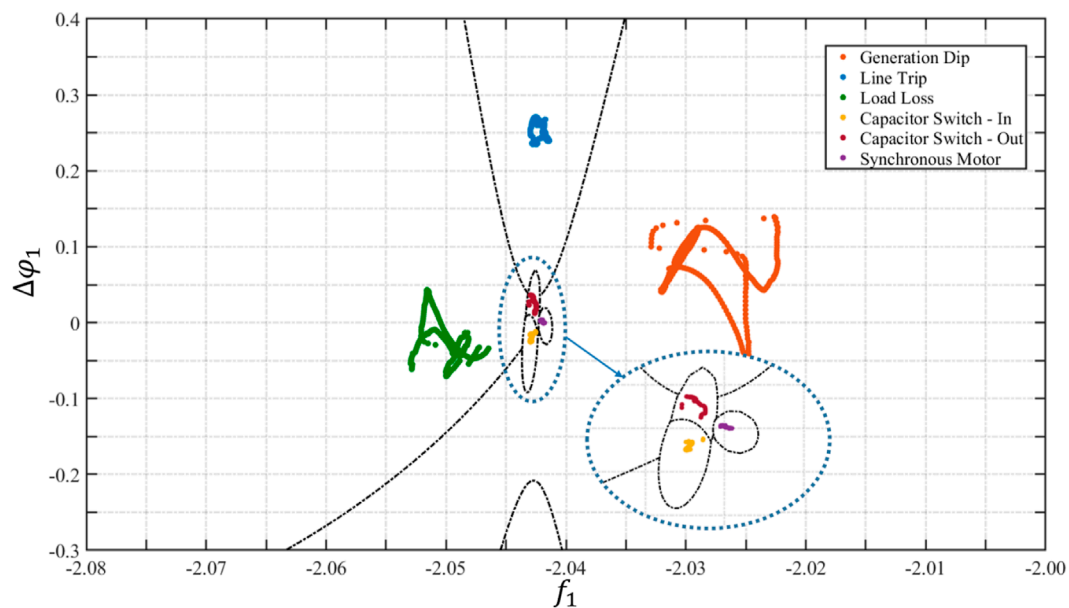 0.4
0.3
0.2
0.1
0
-0.1
-0.2
-0.3
Δφ1
Generation Dip
Line Trip
Load Loss
Capacitor Switch - In
Capacitor Switch - Out
Synchronous Motor
-2.08 -2.07 -2.06 -2.05 -2.04 -2.03 -2.02 -2.01 -2.00
f1